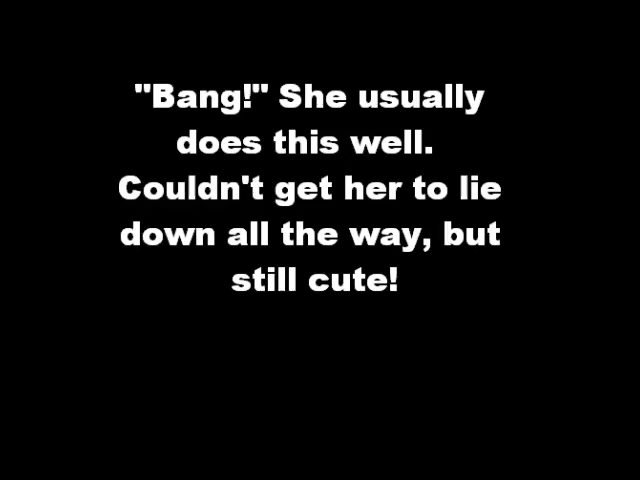 "Bang!" She usually
does this well.
Couldn't get her to lie
down all the way, but
still cute!